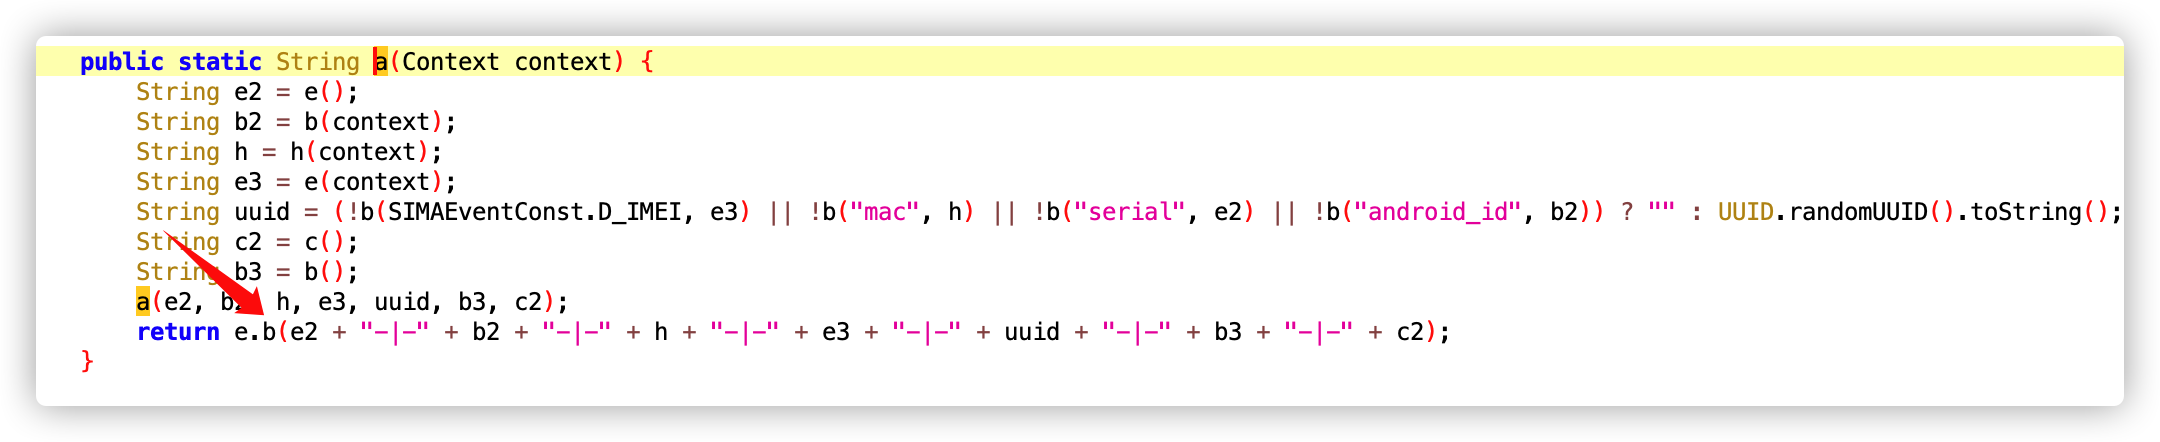 public static String a(Context context) {
String e2 = e();
String b2 = b(context);
String h = h(context);
String e3 = e(context);
String uuid = (!b(SIMAEventConst.D_IMEI, e3) || !b("mac", h) || !b("serial", e2) || !b("android_id", b2)) ? "" : UUID.randomUUID().toString();
String c2 = c();
String b3 = b();
a(e2, b2, h, e3, uuid, b3, c2);
return e.b(e2 + "-|-" + b2 + "-|-" + h + "-|-" + e3 + "-|-" + uuid + "-|-" + b3 + "-|-" + c2);
}